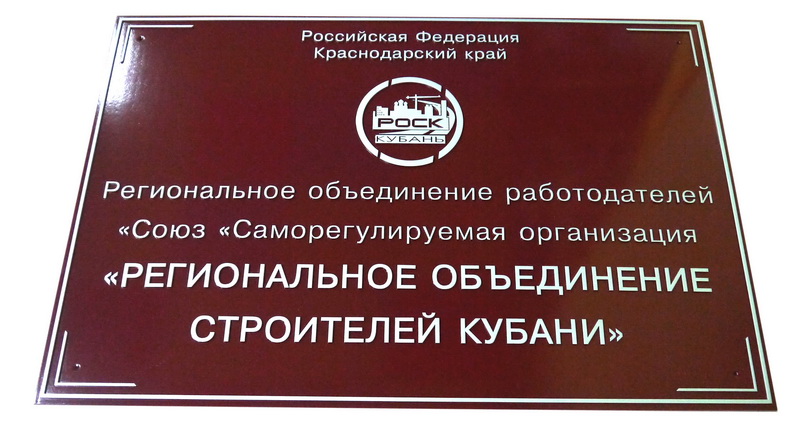 Российская Федерация
Краснодарский край
РОСК
КУБАНЬ
Региональное объединение работодателей
«Союз «Саморегулируемая организация
«РЕГИОНАЛЬНОЕ ОБЪЕДИНЕНИЕ
СТРОИТЕЛЕЙ КУБАНИ»